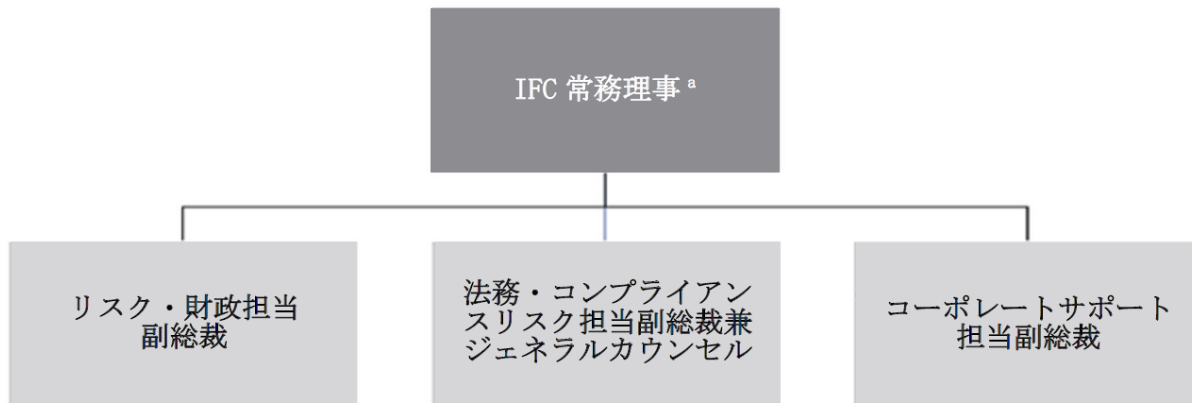 IFC 常務理事 a
リスク・財政担当
副総裁
法務・コンプライアン
スリスク担当副総裁兼
ジェネラルカウンセル
コーポレートサポート
担当副総裁